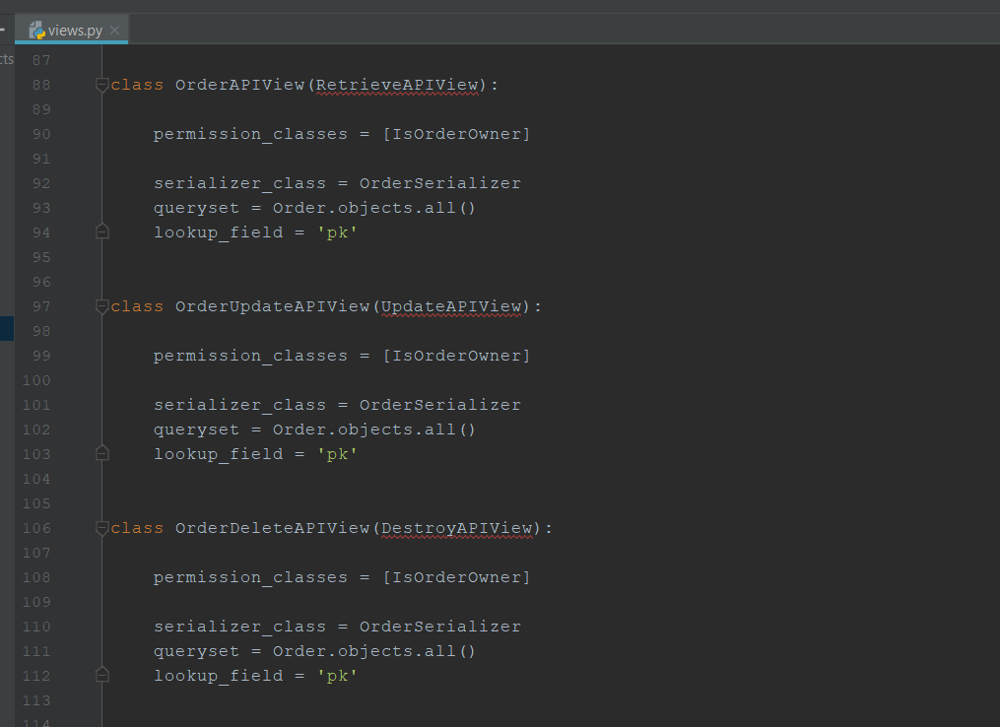 views.py
cts
87
88 class OrderAPIView(RetrieveAPIView):
89
90 permission_classes = [IsOrderOwner]
91
92 serializer_class = OrderSerializer
93 queryset = Order.objects.all()
94 lookup_field = 'pk'
95
96
97 class OrderUpdateAPIView(UpdateAPIView):
98
99 permission_classes = [IsOrderOwner]
100
101 serializer_class = OrderSerializer
102 queryset = Order.objects.all()
103 lookup_field = 'pk'
104
105
106 class OrderDeleteAPIView(DestroyAPIView):
107
108 permission_classes = [IsOrderOwner]
109
110 serializer_class = OrderSerializer
111 queryset = Order.objects.all()
112 lookup_field = 'pk'
113
114